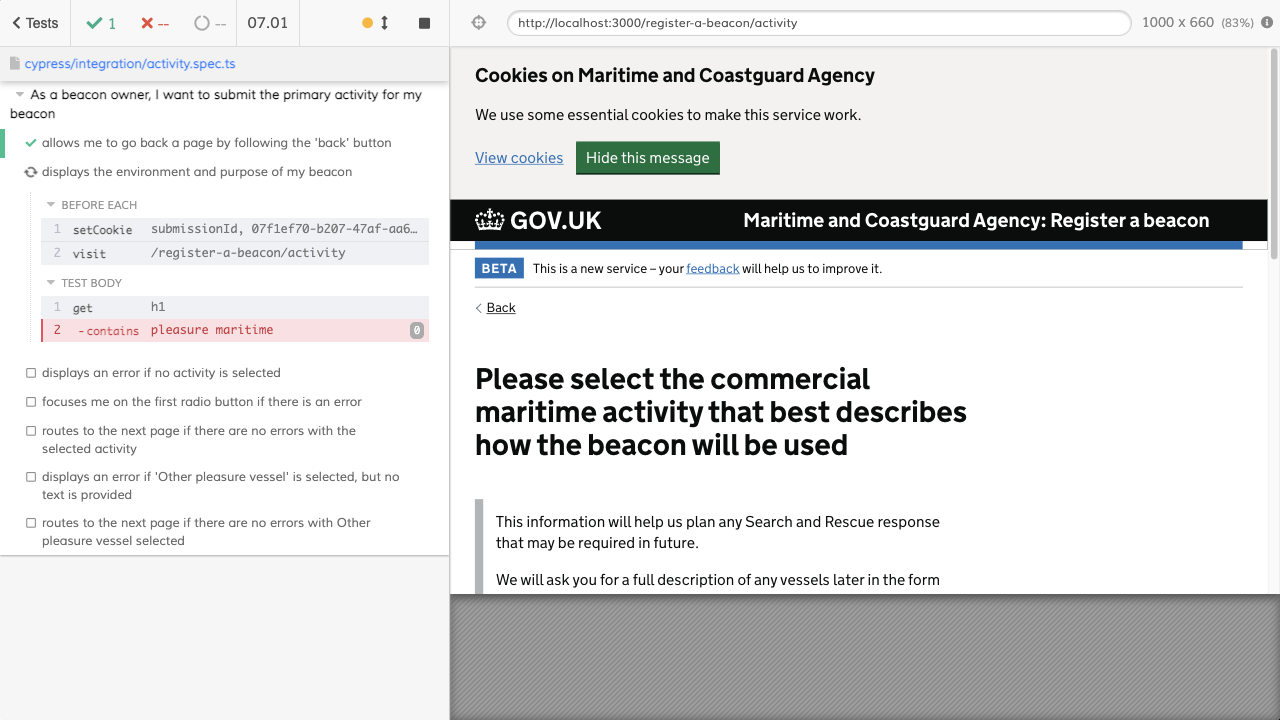 Tests
1
--
--
07.01
http://localhost:3000/register-a-beacon/activity
1000 x 660 (83%)
cypress/integration/activity.spec.ts
As a beacon owner, I want to submit the primary activity for my
beacon
allows me to go back a page by following the 'back' button
displays the environment and purpose of my beacon
BEFORE EACH
1 setCookie submissionId, 07f1ef70-b207-47af-aa6…
2 visit /register-a-beacon/activity
TEST BODY
1 get h1
2 -contains pleasure maritime 0
displays an error if no activity is selected
focuses me on the first radio button if there is an error
routes to the next page if there are no errors with the
selected activity
displays an error if 'Other pleasure vessel' is selected, but no
text is provided
routes to the next page if there are no errors with Other
pleasure vessel selected
Cookies on Maritime and Coastguard Agency
We use some essential cookies to make this service work.
View cookies
Hide this message
GOV.UK
Maritime and Coastguard Agency: Register a beacon
BETA This is a new service – your feedback will help us to improve it.
Back
Please select the commercial
maritime activity that best describes
how the beacon will be used
This information will help us plan any Search and Rescue response
that may be required in future.
We will ask you for a full description of any vessels later in the form